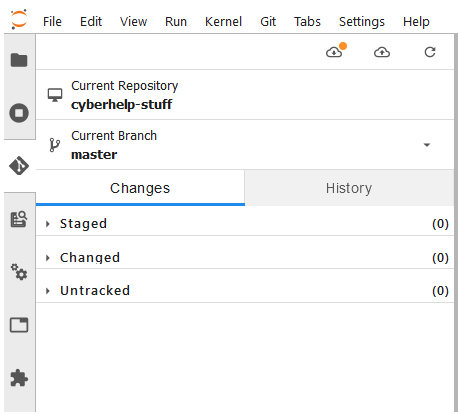 File Edit View Run Kernel Git Tabs Settings Help
Current Repository
cyberhelp-stuff
Current Branch
master
Changes History
Staged (0)
Changed (0)
Untracked (0)